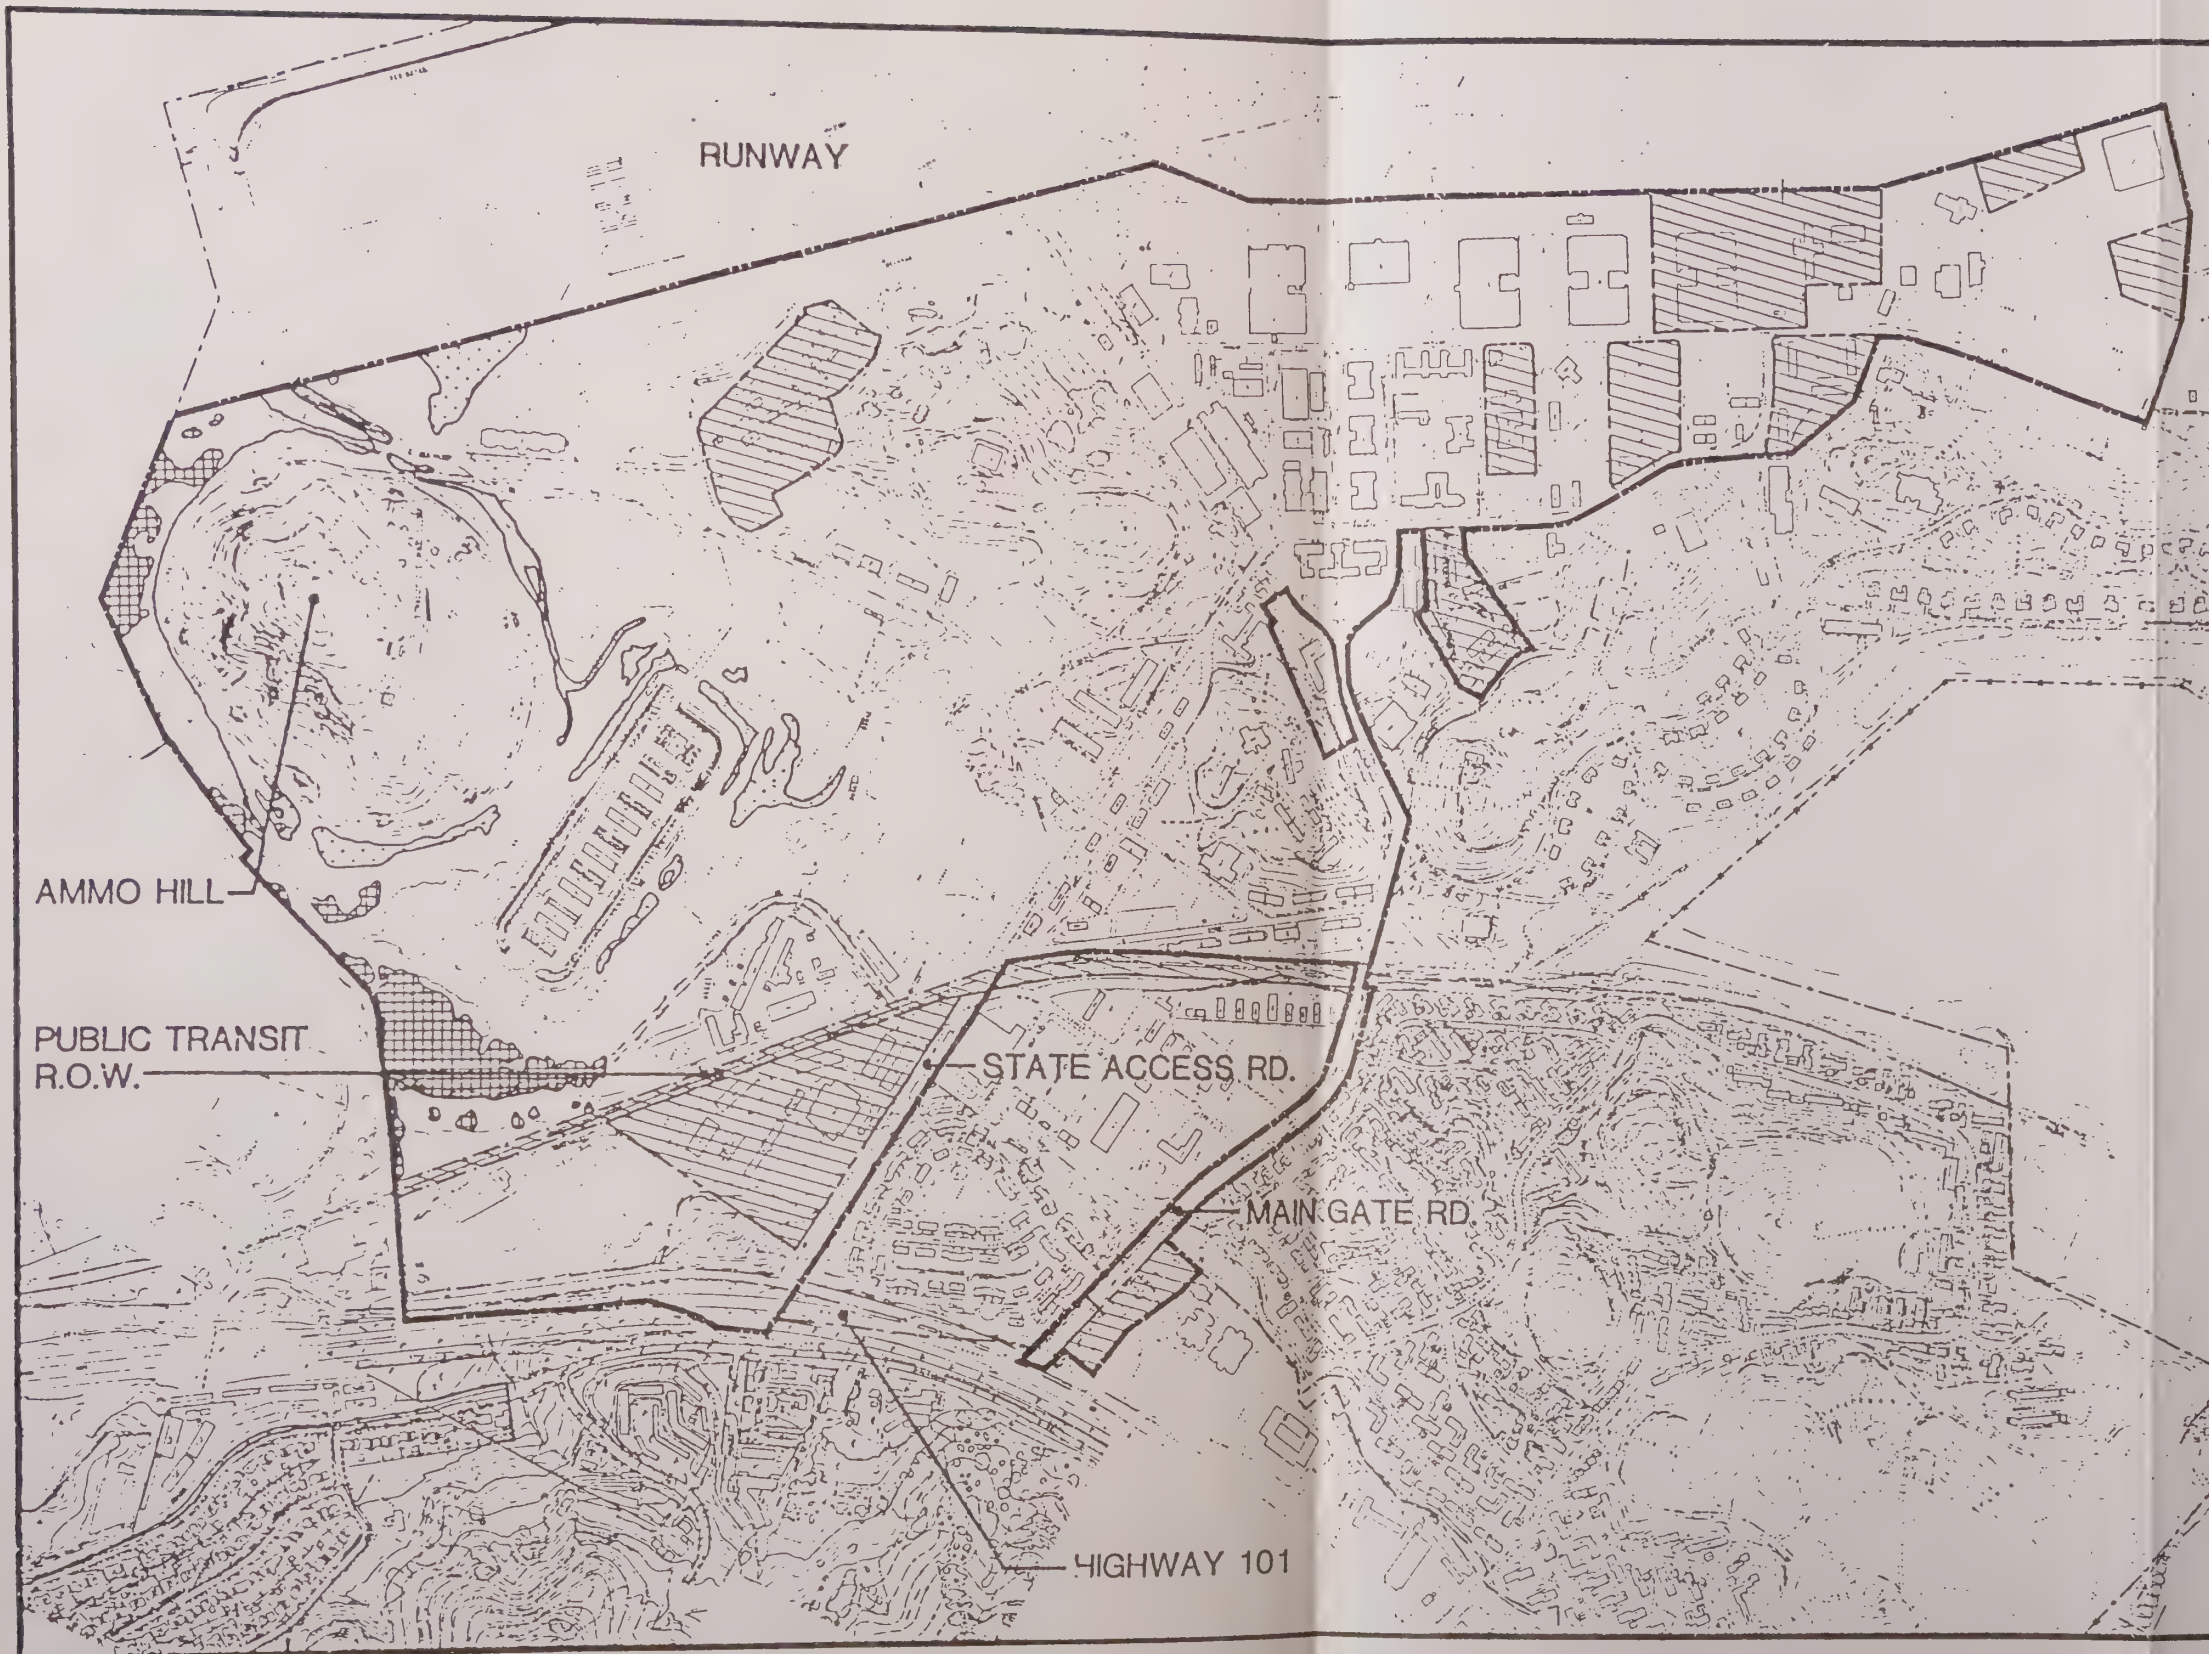 RUNWAY
AMMO HILL
PUBLIC TRANSIT
R.O.W.
STATE ACCESS RD.
MAIN GATE RD.
HIGHWAY 101